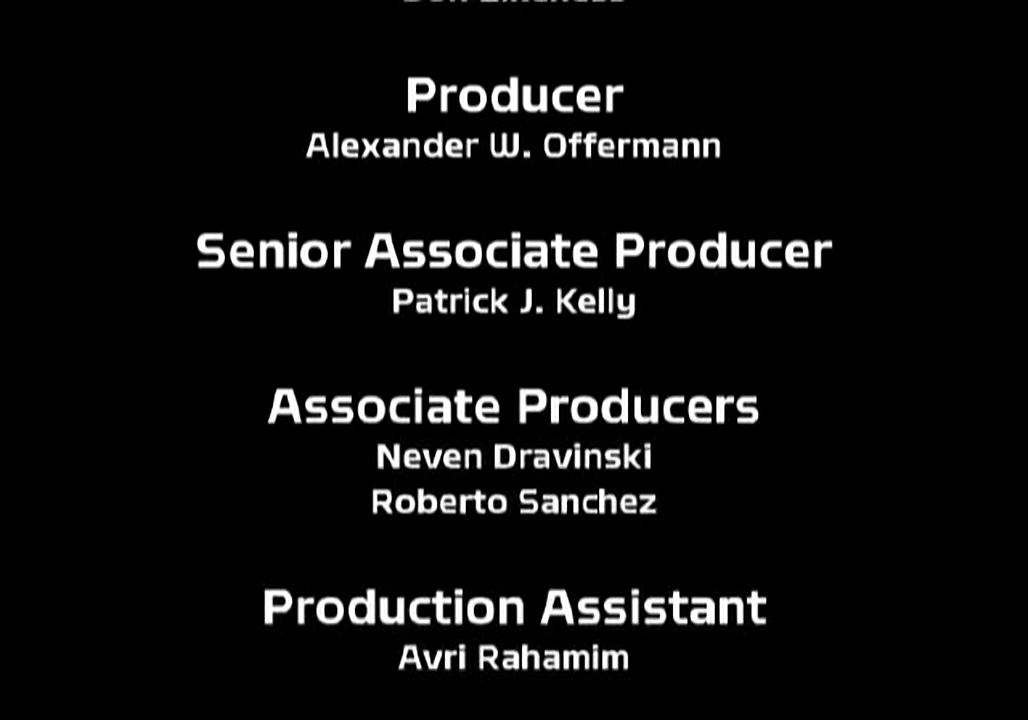 Producer
Alexander W. Offermann
Senior Associate Producer
Patrick J. Kelly
Associate Producers
Neven Dravinski
Roberto Sanchez
Production Assistant
Avri Rahamim